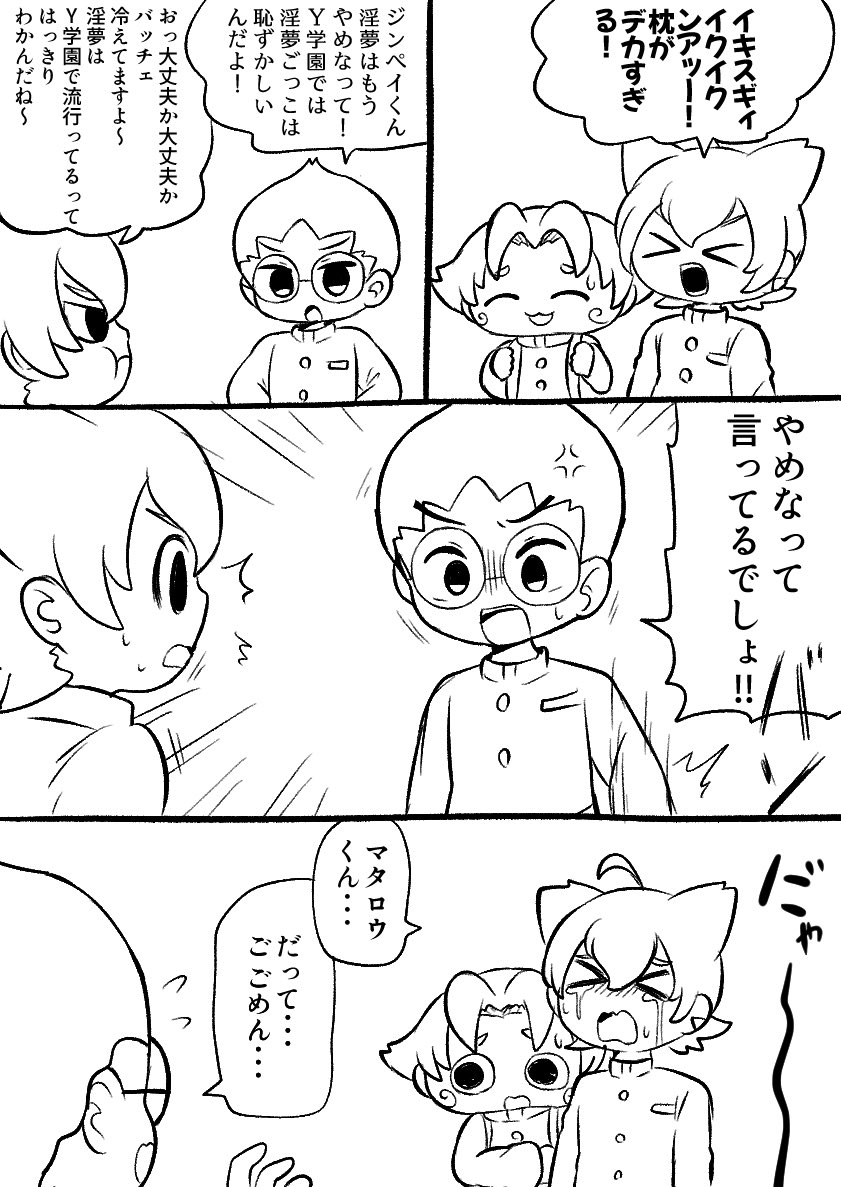 イキスギィ
イクイク
ンアッー!
枕が
デカすぎ
る!
ジンペイくん
淫夢はもう
やめなって!
Y学園では
淫夢ごっこは
恥ずかしい
んだよ!
おっ大丈夫か大丈夫か
バッチェ
冷えてますよ~
淫夢は
Y学園で流行ってるって
はっきり
わかんだね~
やめなって
言ってるでしょ!!
マタロウ
くん・・・
だって・・・
ごごめん・・・